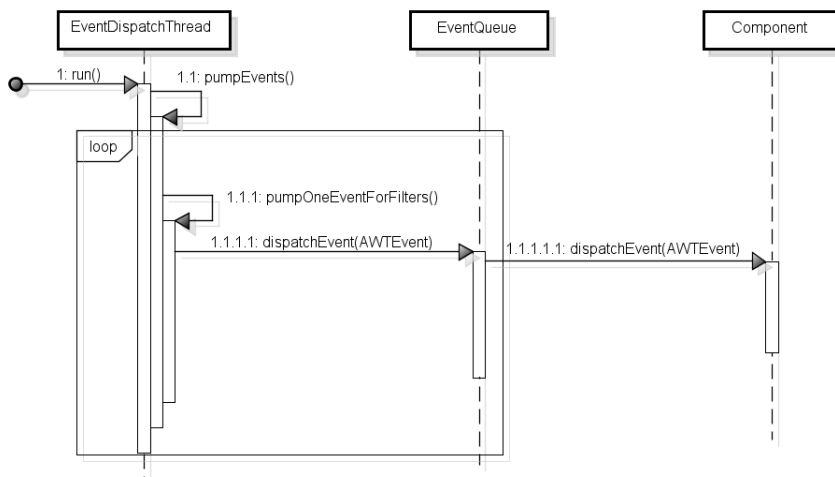 EventDispatchThread
EventQueue
Component
1: run()
1.1: pumpEvents()
loop
1.1.1: pumpOneEventForFilters()
1.1.1.1: dispatchEvent(AWTEvent)
1.1.1.1.1: dispatchEvent(AWTEvent)